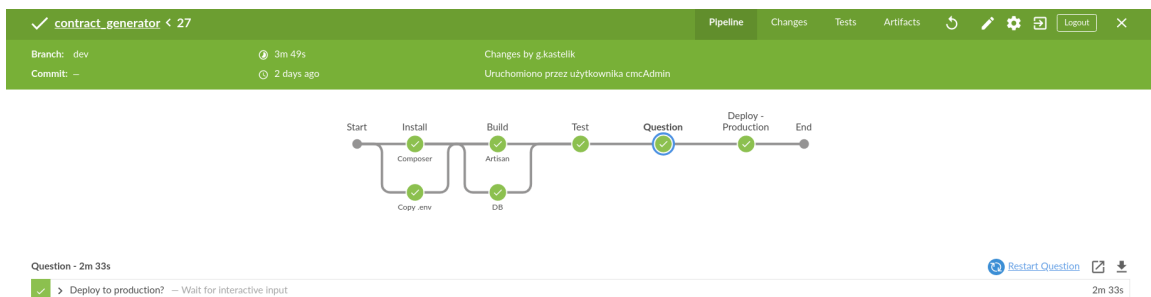 contract_generator < 27 Pipeline Changes Tests Artifacts Logout
Branch: dev 3m 49s Changes by g.kastelik
Commit: – 2 days ago Uruchomiono przez użytkownika cmcAdmin
Deploy -
Start Install Build Test Question Production End
Composer Artisan
Copy .env DB
Question - 2m 33s Restart Question
Deploy to production? – Wait for interactive input 2m 33s